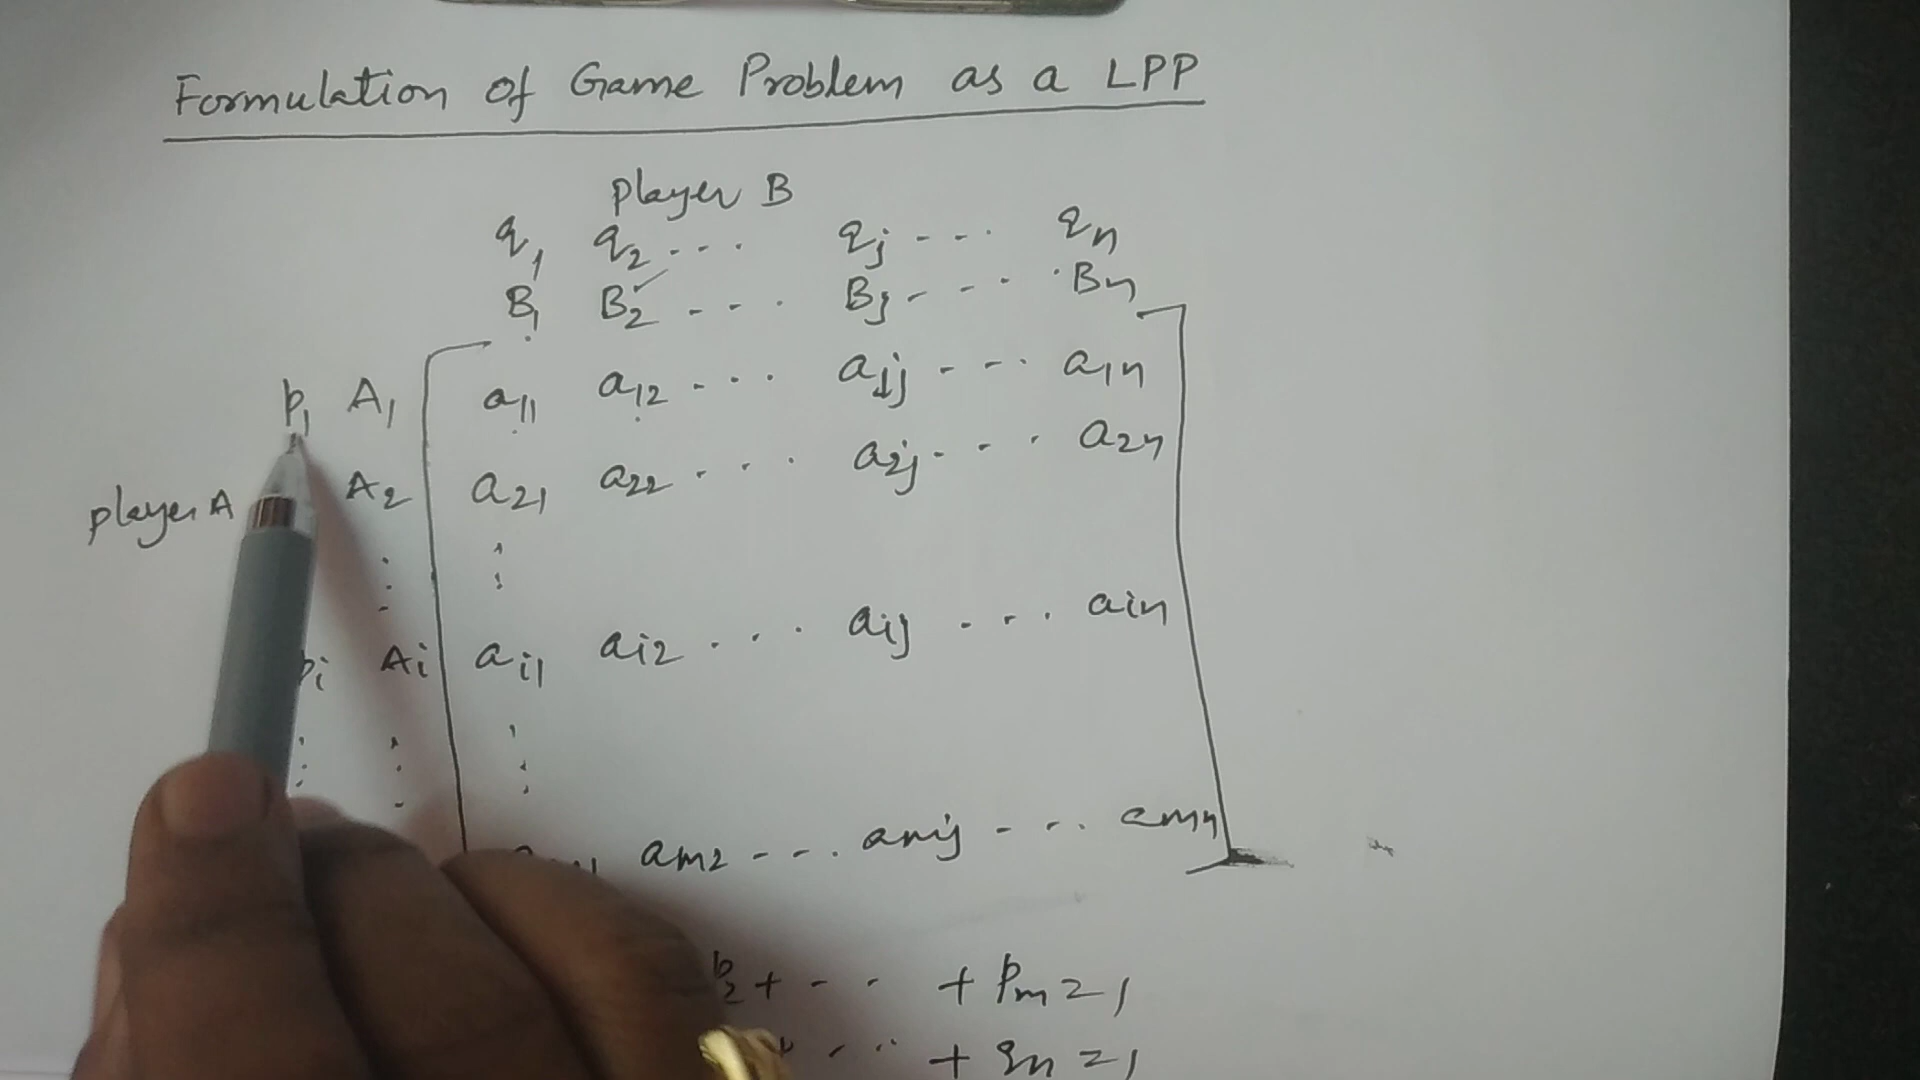 Formulation of Game Problem as a LPP
player B
q1 q2 ... qj ... qn
B1 B2 ... Bj ... Bn
p1 A1 a11 a12 ... a1j ... a1n
player A A2 a21 a22 ... a2j ... a2n
pi Ai ai1 ai2 ... aij ... ain
am2 ... amj ... amn
p2 + ... + pm = 1
... + qn = 1